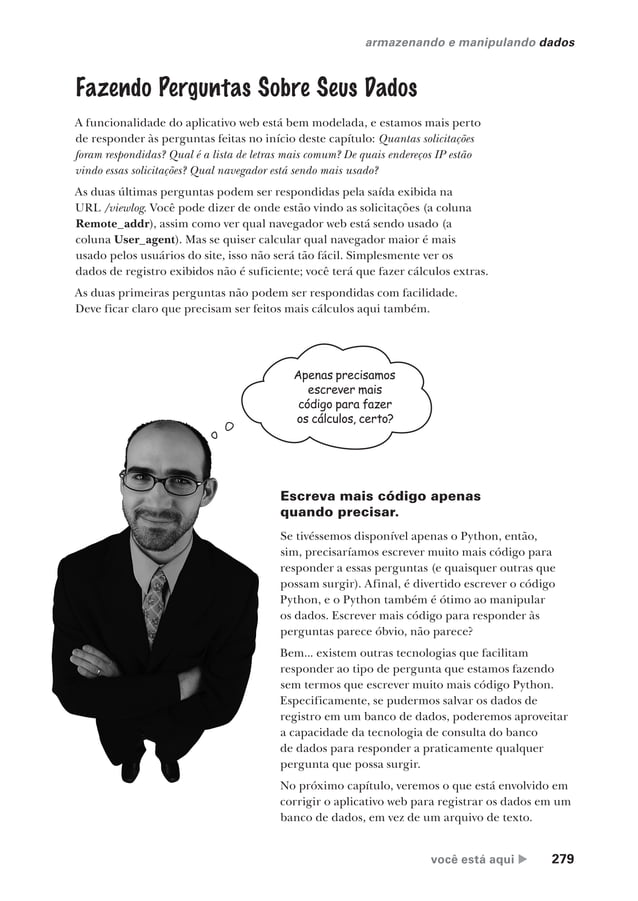 armazenando e manipulando dados
Fazendo Perguntas Sobre Seus Dados
A funcionalidade do aplicativo web está bem modelada, e estamos mais perto
de responder às perguntas feitas no início deste capítulo: Quantas solicitações
foram respondidas? Qual é a lista de letras mais comum? De quais endereços IP estão
vindo essas solicitações? Qual navegador está sendo mais usado?
As duas últimas perguntas podem ser respondidas pela saída exibida na
URL /viewlog. Você pode dizer de onde estão vindo as solicitações (a coluna
Remote_addr), assim como ver qual navegador web está sendo usado (a
coluna User_agent). Mas se quiser calcular qual navegador maior é mais
usado pelos usuários do site, isso não será tão fácil. Simplesmente ver os
dados de registro exibidos não é suficiente; você terá que fazer cálculos extras.
As duas primeiras perguntas não podem ser respondidas com facilidade.
Deve ficar claro que precisam ser feitos mais cálculos aqui também.
Apenas precisamos
escrever mais
código para fazer
os cálculos, certo?
Escreva mais código apenas
quando precisar.
Se tivéssemos disponível apenas o Python, então,
sim, precisaríamos escrever muito mais código para
responder a essas perguntas (e quaisquer outras que
possam surgir). Afinal, é divertido escrever o código
Python, e o Python também é ótimo ao manipular
os dados. Escrever mais código para responder às
perguntas parece óbvio, não parece?
Bem... existem outras tecnologias que facilitam
responder ao tipo de pergunta que estamos fazendo
sem termos que escrever muito mais código Python.
Especificamente, se pudermos salvar os dados de
registro em um banco de dados, poderemos aproveitar
a capacidade da tecnologia de consulta do banco
de dados para responder a praticamente qualquer
pergunta que possa surgir.
No próximo capítulo, veremos o que está envolvido em
corrigir o aplicativo web para registrar os dados em um
banco de dados, em vez de um arquivo de texto.
você está aqui ▶ 279